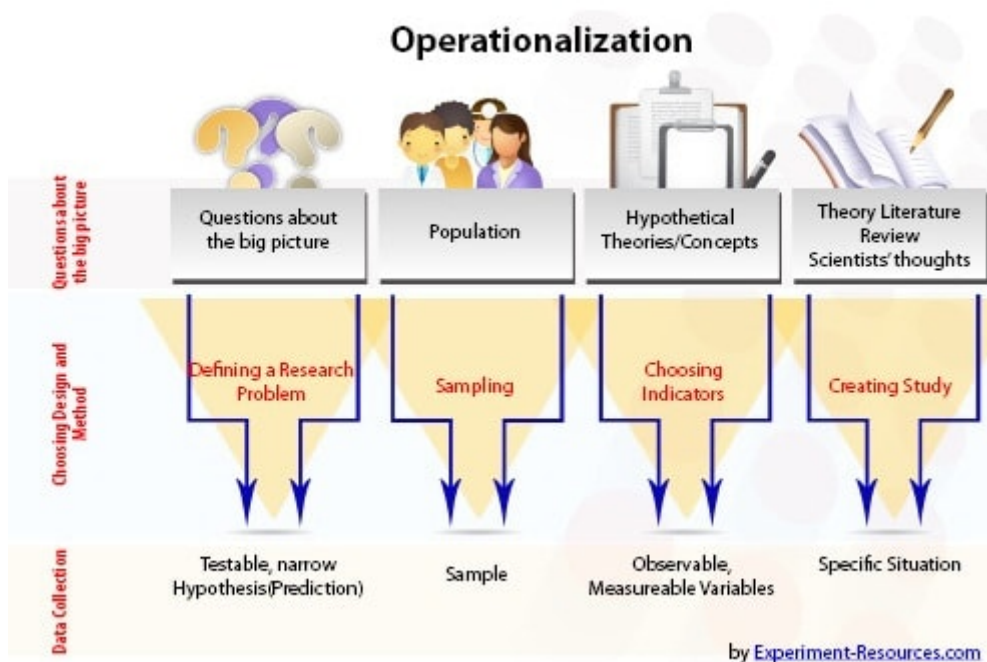 Operationalization
Questions about
the big picture
Questions about
the big picture
Population
Hypothetical
Theories/Concepts
Theory Literature
Review
Scientists' thoughts
Choosing Design and
Method
Defining a Research
Problem
Sampling
Choosing
Indicators
Creating Study
Data Collection
Testable, narrow
Hypothesis(Prediction)
Sample
Observable,
Measureable Variables
Specific Situation
by Experiment-Resources.com